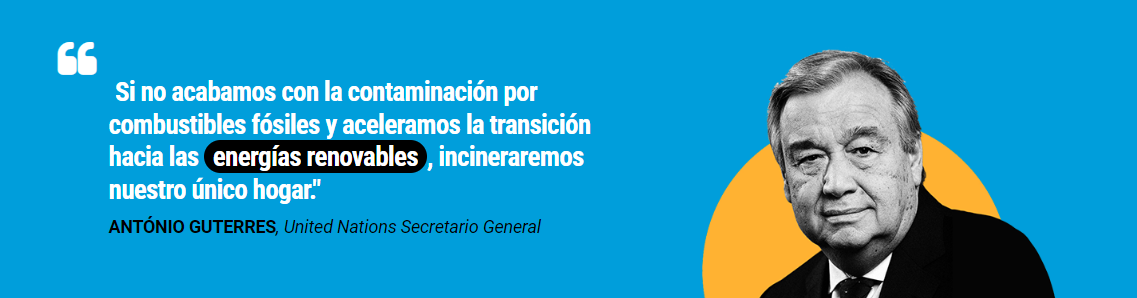 “
Si no acabamos con la contaminación por
combustibles fósiles y aceleramos la transición
hacia las energías renovables, incineraremos
nuestro único hogar."
ANTÓNIO GUTERRES, United Nations Secretario General